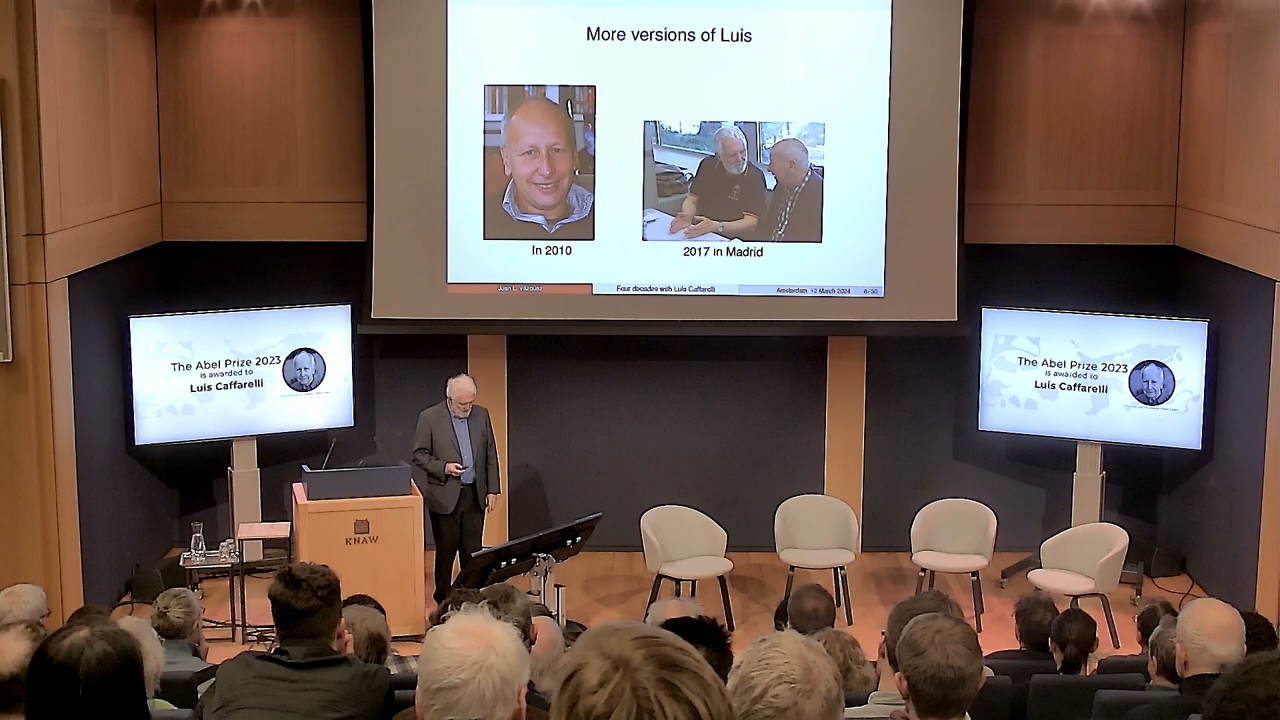 More versions of Luis
In 2010
2017 in Madrid
Juan L. Vázquez
Four decades with Luis Caffarelli
Amsterdam 12 March 2024
6/50
The Abel Prize 2023
is awarded to
Luis Caffarelli
The Abel Prize 2023
is awarded to
Luis Caffarelli
KNAW